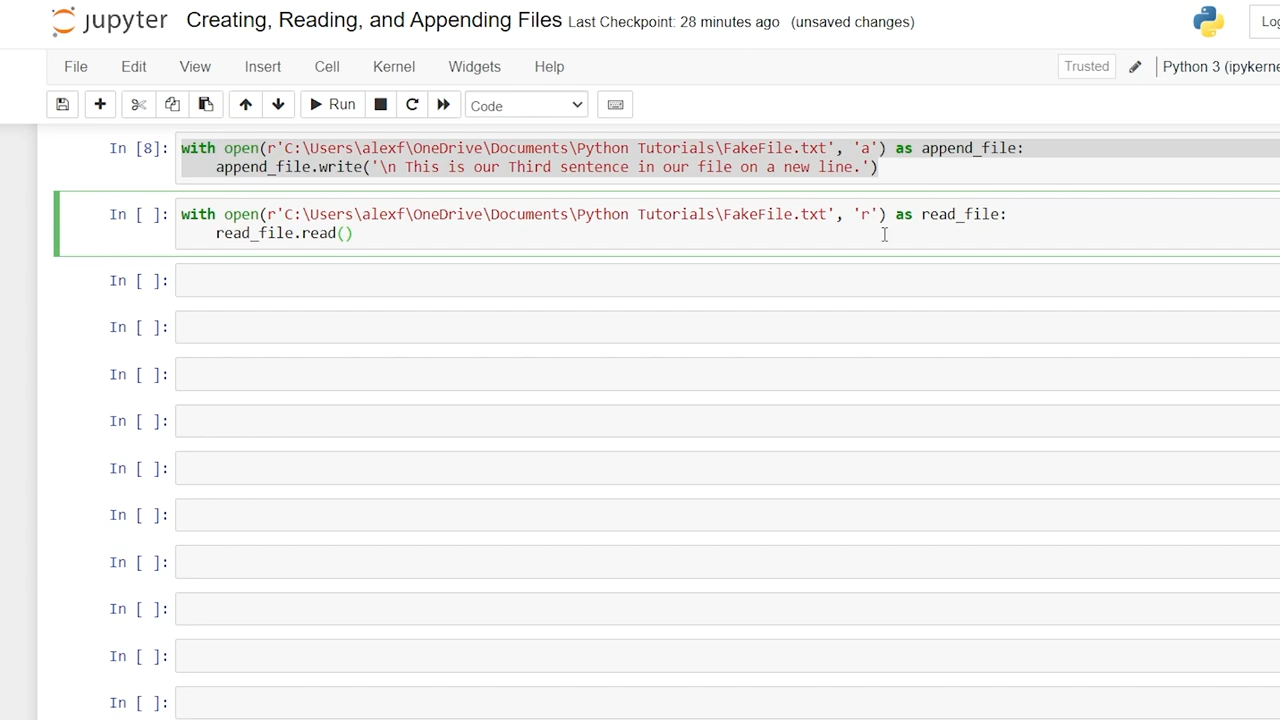 jupyter Creating, Reading, and Appending Files Last Checkpoint: 28 minutes ago (unsaved changes)
File Edit View Insert Cell Kernel Widgets Help Trusted Python 3 (ipykerne
Run Code
In [8]: with open(r'C:\Users\alexf\OneDrive\Documents\Python Tutorials\FakeFile.txt', 'a') as append_file:
append_file.write('\n This is our Third sentence in our file on a new line.')
In [ ]: with open(r'C:\Users\alexf\OneDrive\Documents\Python Tutorials\FakeFile.txt', 'r') as read_file:
read_file.read()
In [ ]:
In [ ]:
In [ ]:
In [ ]:
In [ ]:
In [ ]:
In [ ]:
In [ ]:
In [ ]:
In [ ]: